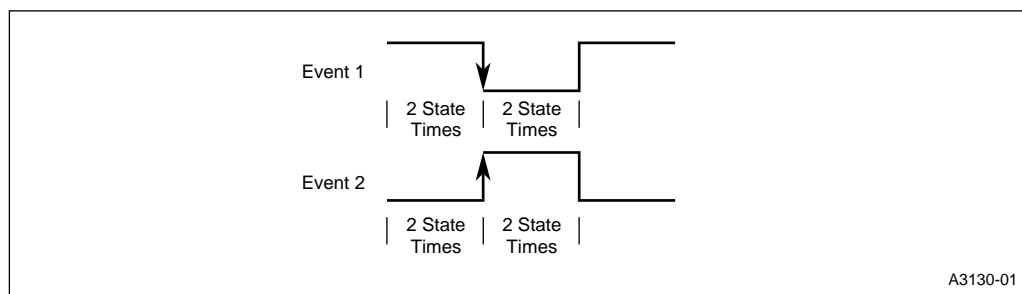 Event 1
2 State
Times
2 State
Times
Event 2
2 State
Times
2 State
Times
A3130-01